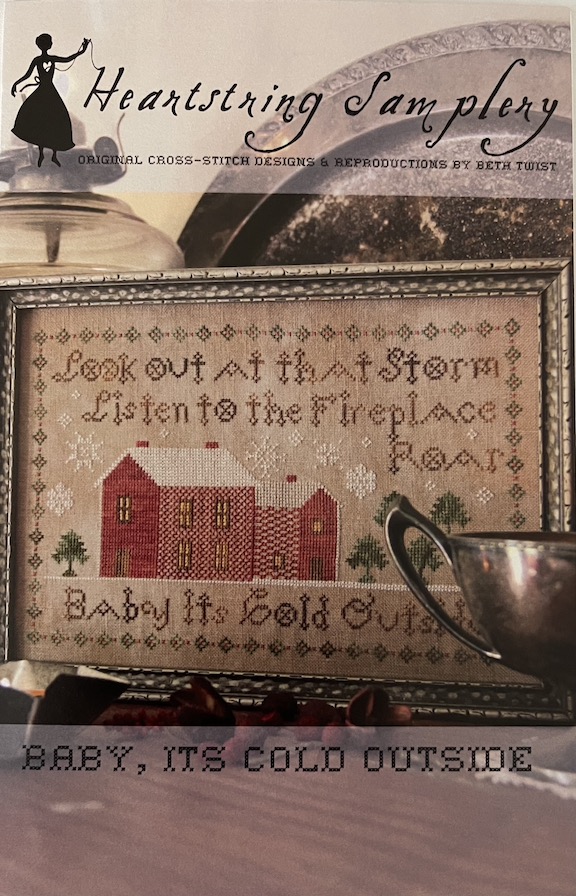 Heartstring Samplery
ORIGINAL CROSS-STITCH DESIGNS & REPRODUCTIONS BY BETH TWIST
Look out at that Storm
Listen to the Fireplace
Roar
Baby Its Cold
BABY, ITS COLD OUTSIDE